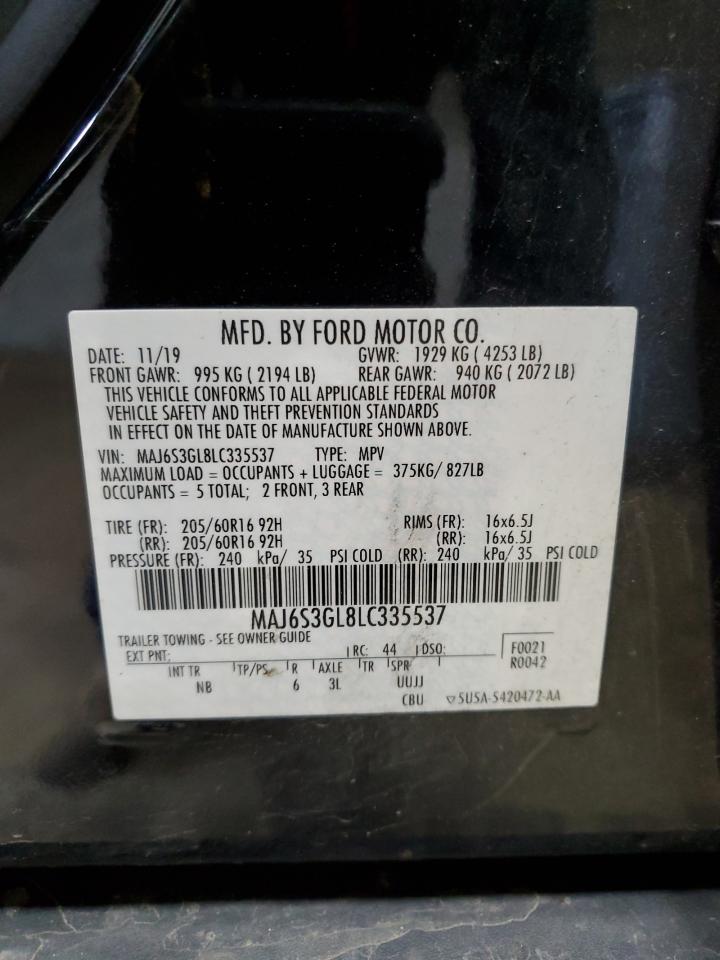 MFD. BY FORD MOTOR CO.
DATE: 11/19 GVWR: 1929 KG ( 4253 LB)
FRONT GAWR: 995 KG ( 2194 LB) REAR GAWR: 940 KG ( 2072 LB)
THIS VEHICLE CONFORMS TO ALL APPLICABLE FEDERAL MOTOR
VEHICLE SAFETY AND THEFT PREVENTION STANDARDS
IN EFFECT ON THE DATE OF MANUFACTURE SHOWN ABOVE.
VIN: MAJ6S3GL8LC335537 TYPE: MPV
MAXIMUM LOAD = OCCUPANTS + LUGGAGE = 375KG/ 827LB
OCCUPANTS = 5 TOTAL; 2 FRONT, 3 REAR
TIRE (FR): 205/60R16 92H RIMS (FR): 16x6.5J
(RR): 205/60R16 92H (RR): 16x6.5J
PRESSURE (FR): 240 kPa/ 35 PSI COLD (RR): 240 kPa/ 35 PSI COLD
MAJ6S3GL8LC335537
TRAILER TOWING - SEE OWNER GUIDE
EXT PNT: RC: 44 DSO: F0021
R0042
INT TR TP/PS R AXLE TR SPR
NB 6 3L UUJJ
CBU 5U5A-5420472-AA